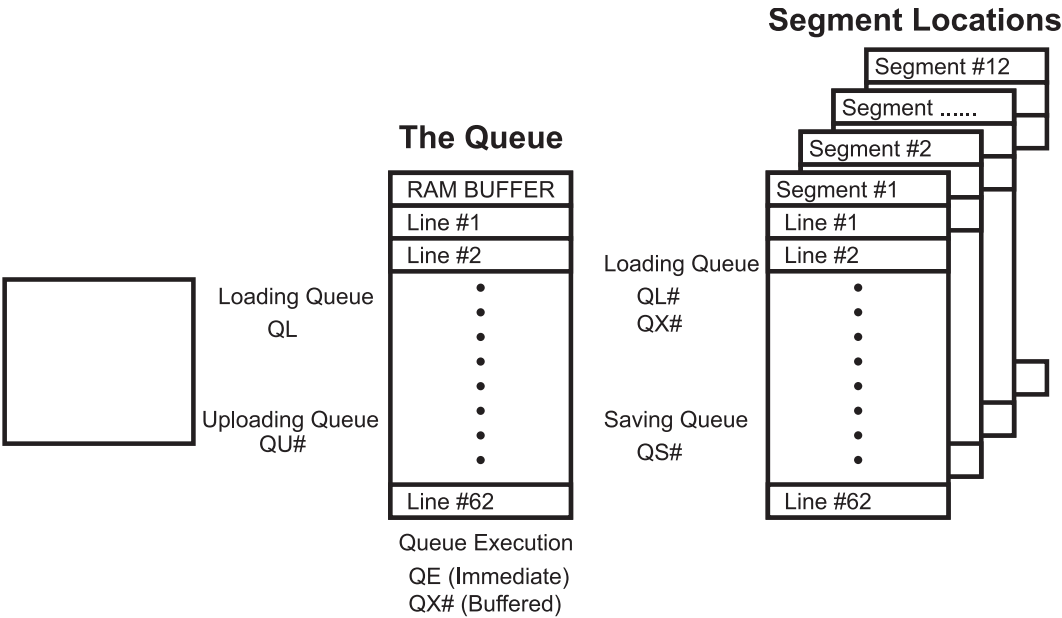 Segment Locations
Segment #12
Segment ......
Segment #2
Segment #1
Line #1
Line #2
Line #62
The Queue
RAM BUFFER
Line #1
Line #2
Line #62
Loading Queue
QL
Uploading Queue
QU#
Loading Queue
QL#
QX#
Saving Queue
QS#
Queue Execution
QE (Immediate)
QX# (Buffered)